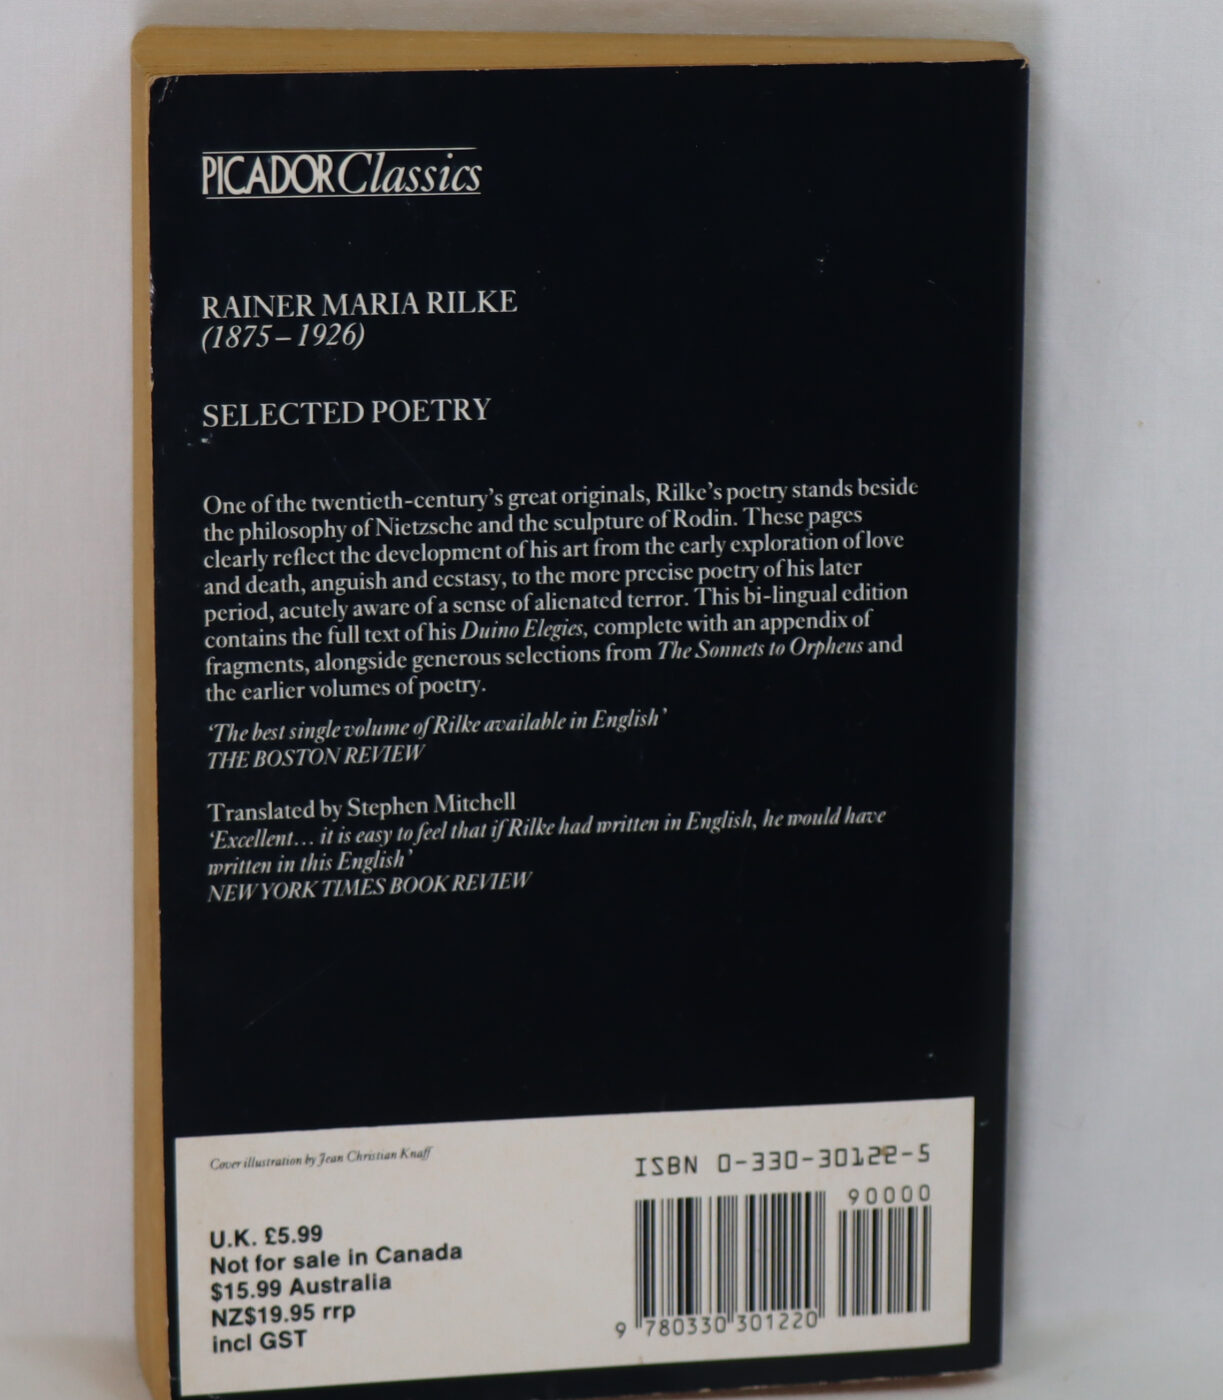 PICADOR Classics
RAINER MARIA RILKE
(1875–1926)
SELECTED POETRY
One of the twentieth-century's great originals, Rilke's poetry stands beside
the philosophy of Nietzsche and the sculpture of Rodin. These pages
clearly reflect the development of his art from the early exploration of love
and death, anguish and ecstasy, to the more precise poetry of his later
period, acutely aware of a sense of alienated terror. This bi-lingual edition
contains the full text of his Duino Elegies, complete with an appendix of
fragments, alongside generous selections from The Sonnets to Orpheus and
the earlier volumes of poetry.
'The best single volume of Rilke available in English'
THE BOSTON REVIEW
Translated by Stephen Mitchell
'Excellent... it is easy to feel that if Rilke had written in English, he would have
written in this English'
NEW YORK TIMES BOOK REVIEW
Cover illustration by Jean Christian Knaff
U.K. £5.99
Not for sale in Canada
$15.99 Australia
NZ$19.95 rrp
incl GST
ISBN 0-330-30122-5
90000
9 780330 301220